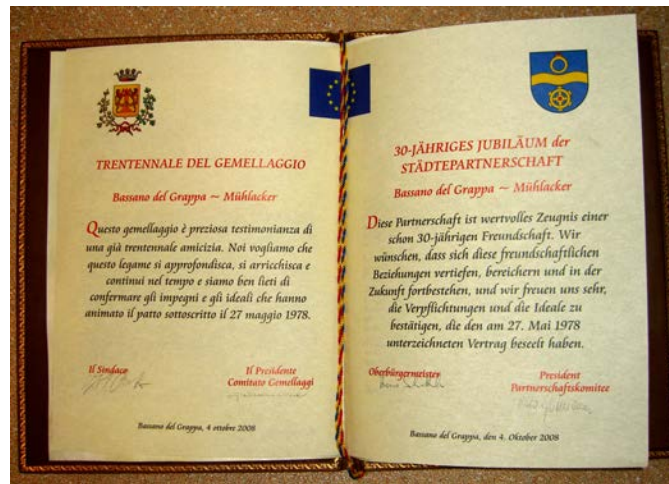 TRENTENNALE DEL GEMELLAGGIO
Bassano del Grappa ~ Mühlacker
Questo gemellaggio è preziosa testimonianza di
una già trentennale amicizia. Noi vogliamo che
questo legame si approfondisca, si arricchisca e
continui nel tempo e siamo ben lieti di
confermare gli impegni e gli ideali che hanno
animato il patto sottoscritto il 27 maggio 1978.
Il Sindaco
Il Presidente
Comitato Gemellaggi
Bassano del Grappa, 4 ottobre 2008
30-JÄHRIGES JUBILÄUM der
STÄDTEPARTNERSCHAFT
Bassano del Grappa ~ Mühlacker
Diese Partnerschaft ist wertvolles Zeugnis einer
schon 30-jährigen Freundschaft. Wir
wünschen, dass sich diese freundschaftlichen
Beziehungen vertiefen, bereichern und in der
Zukunft fortbestehen, und wir freuen uns sehr,
die Verpflichtungen und die Ideale zu
bestätigen, die den am 27. Mai 1978
unterzeichneten Vertrag beseelt haben.
Oberbürgermeister
President
Partnerschaftskomitee
Bassano del Grappa, den 4. Oktober 2008